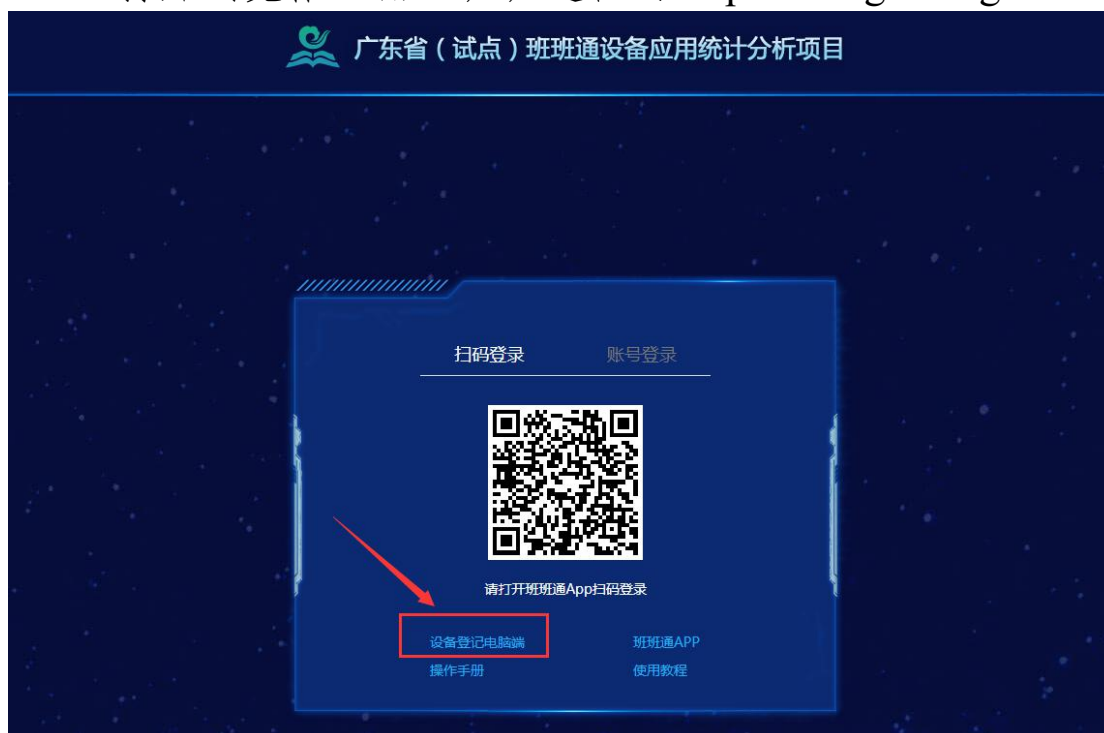 广东省（试点）班班通设备应用统计分析项目
扫码登录 账号登录
请打开班班通App扫码登录
设备登记电脑端 班班通APP
操作手册 使用教程